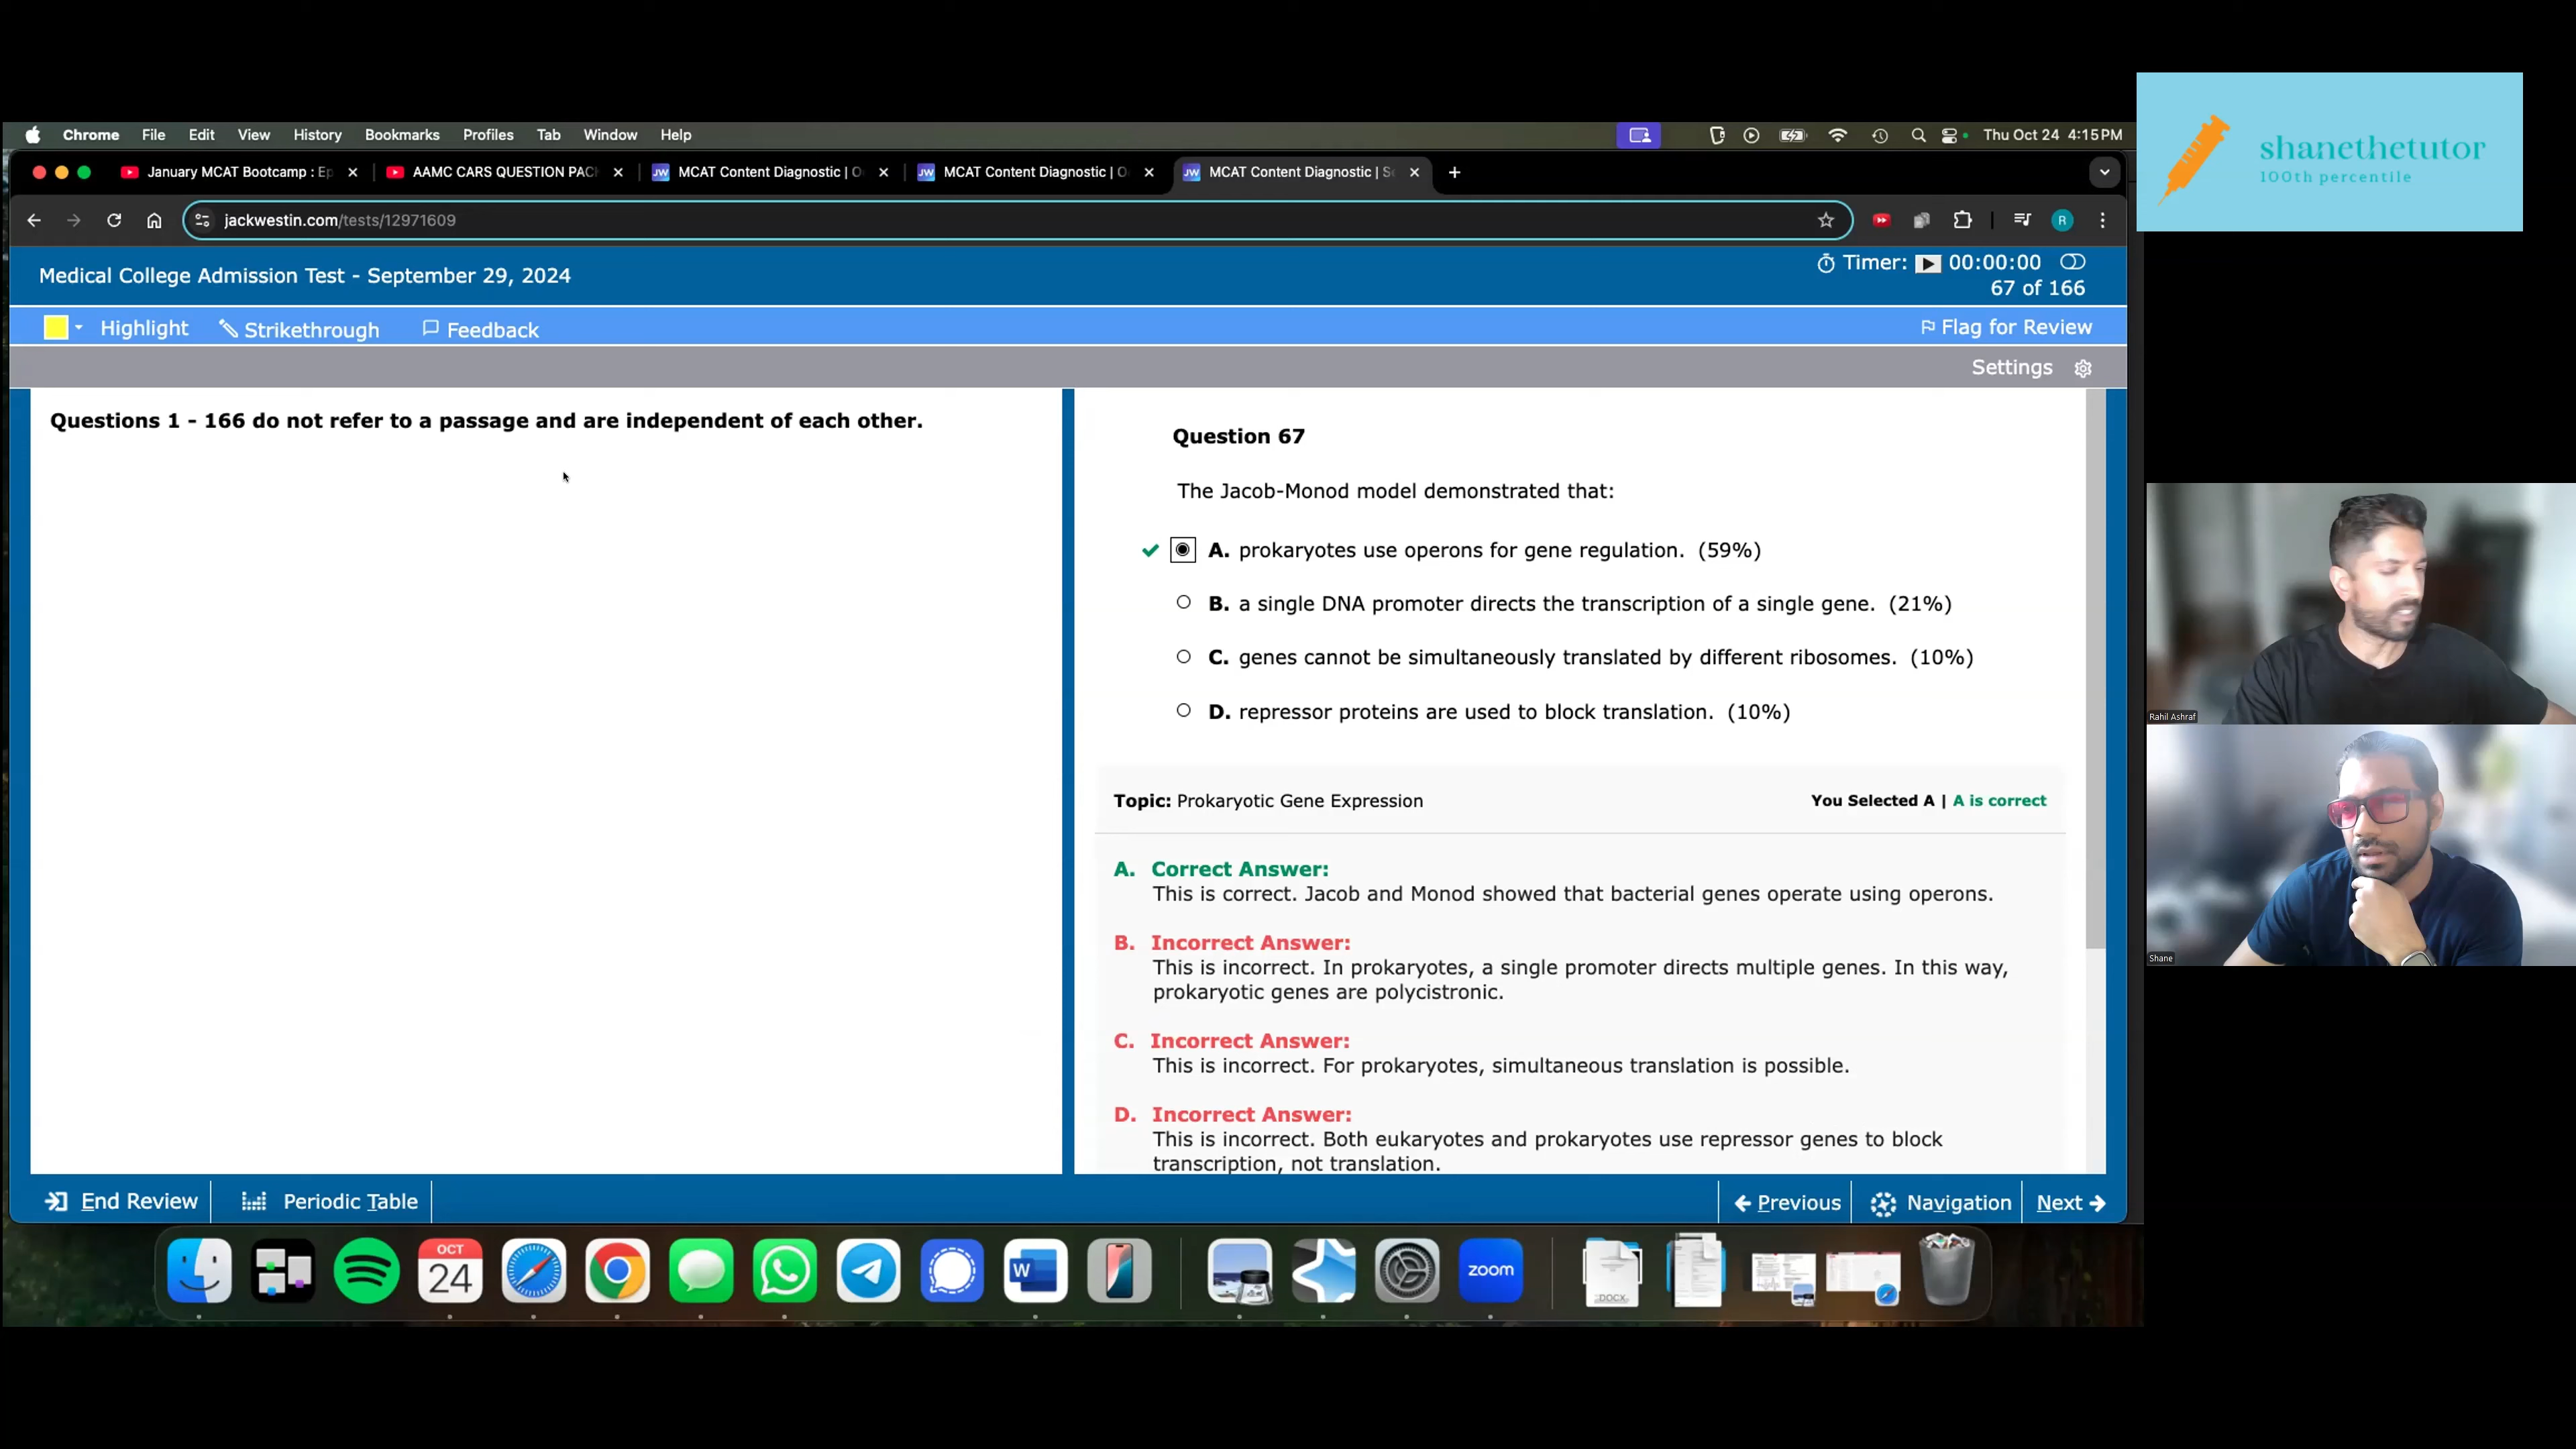 Chrome File Edit View History Bookmarks Profiles Tab Window Help
Thu Oct 24 4:15 PM
January MCAT Bootcamp : Ep
AAMC CARS QUESTION PAC
JW MCAT Content Diagnostic | O
JW MCAT Content Diagnostic | O
JW MCAT Content Diagnostic | S
jackwestin.com/tests/12971609
R
shanethetutor
100th percentile
Medical College Admission Test - September 29, 2024
Timer: 00:00:00
67 of 166
Highlight Strikethrough Feedback
Flag for Review
Settings
Questions 1 - 166 do not refer to a passage and are independent of each other.
Question 67
The Jacob-Monod model demonstrated that:
A. prokaryotes use operons for gene regulation. (59%)
B. a single DNA promoter directs the transcription of a single gene. (21%)
C. genes cannot be simultaneously translated by different ribosomes. (10%)
D. repressor proteins are used to block translation. (10%)
Topic: Prokaryotic Gene Expression
You Selected A | A is correct
A. Correct Answer:
This is correct. Jacob and Monod showed that bacterial genes operate using operons.
B. Incorrect Answer:
This is incorrect. In prokaryotes, a single promoter directs multiple genes. In this way,
prokaryotic genes are polycistronic.
C. Incorrect Answer:
This is incorrect. For prokaryotes, simultaneous translation is possible.
D. Incorrect Answer:
This is incorrect. Both eukaryotes and prokaryotes use repressor genes to block
transcription, not translation.
End Review
Periodic Table
Previous
Navigation
Next
Rahil Ashraf
Shane
OCT
24
W
zoom
DOCX